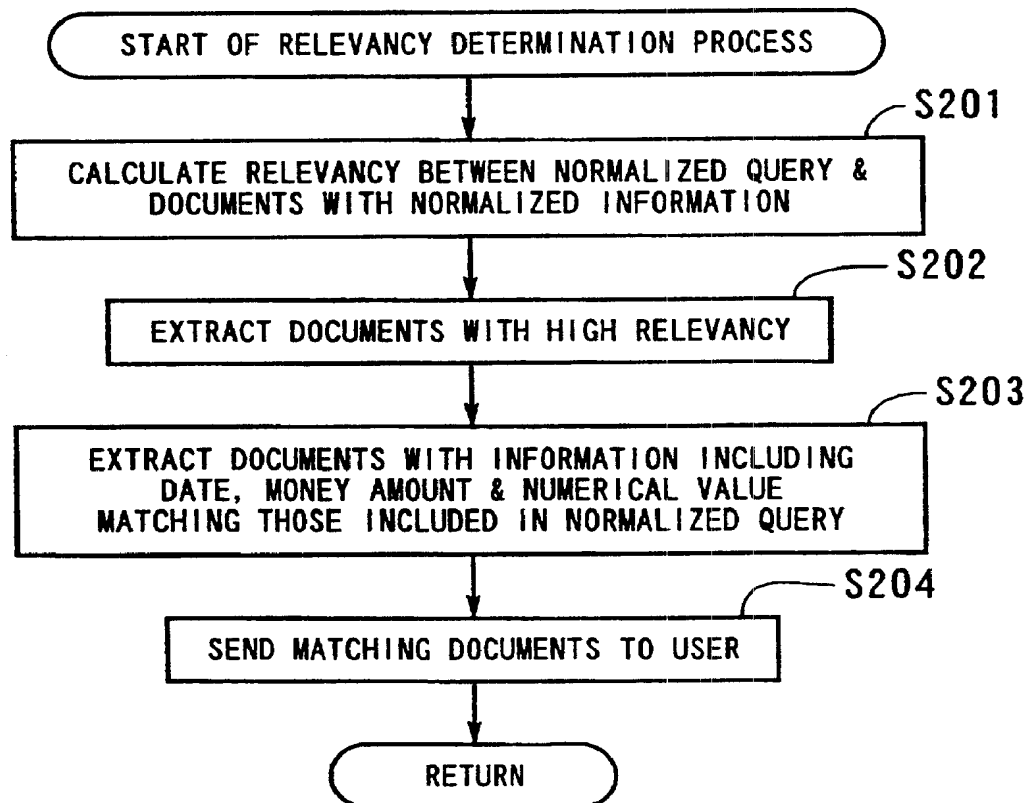 START OF RELEVANCY DETERMINATION PROCESS
S201
CALCULATE RELEVANCY BETWEEN NORMALIZED QUERY &
DOCUMENTS WITH NORMALIZED INFORMATION
S202
EXTRACT DOCUMENTS WITH HIGH RELEVANCY
S203
EXTRACT DOCUMENTS WITH INFORMATION INCLUDING
DATE, MONEY AMOUNT & NUMERICAL VALUE
MATCHING THOSE INCLUDED IN NORMALIZED QUERY
S204
SEND MATCHING DOCUMENTS TO USER
RETURN